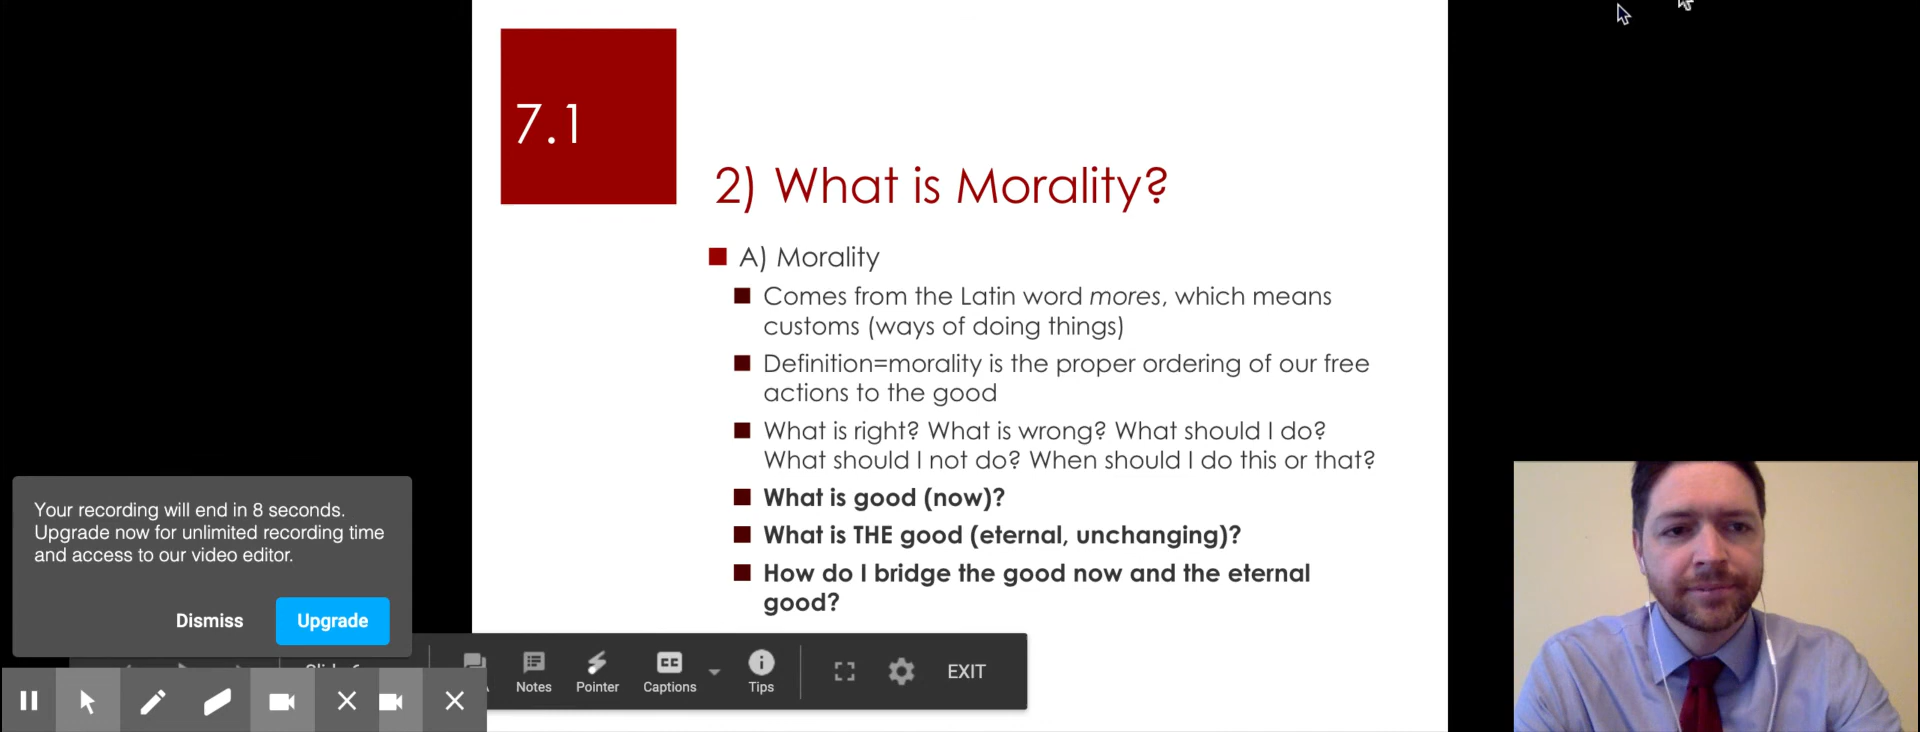 7.1
2) What is Morality?
A) Morality
Comes from the Latin word mores, which means
customs (ways of doing things)
Definition=morality is the proper ordering of our free
actions to the good
What is right? What is wrong? What should I do?
What should I not do? When should I do this or that?
What is good (now)?
What is THE good (eternal, unchanging)?
How do I bridge the good now and the eternal
good?
Your recording will end in 8 seconds.
Upgrade now for unlimited recording time
and access to our video editor.
Dismiss
Upgrade
Notes
Pointer
CC
Captions
Tips
EXIT